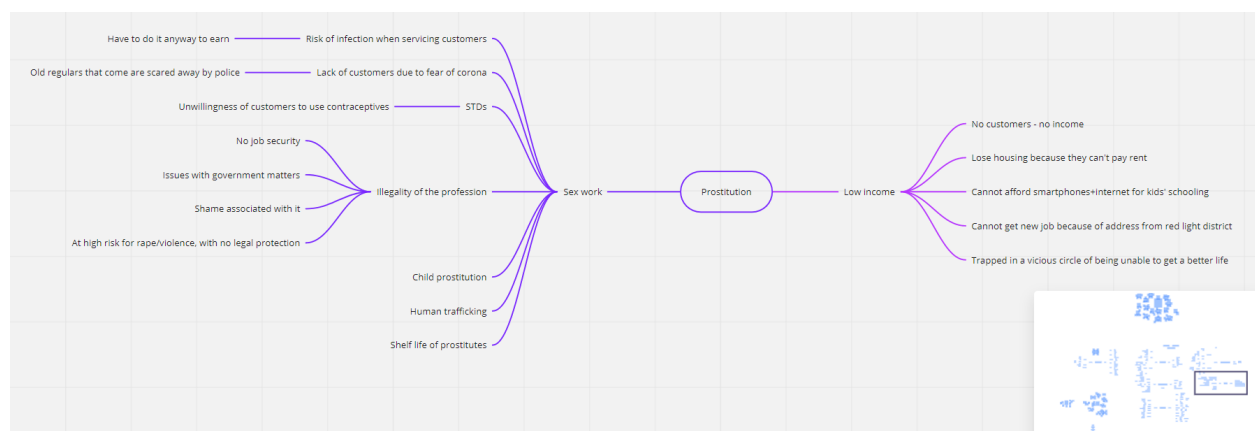 Have to do it anyway to earn
Risk of infection when servicing customers
Old regulars that come are scared away by police
Lack of customers due to fear of corona
Unwillingness of customers to use contraceptives
STDs
No job security
Issues with government matters
Shame associated with it
At high risk for rape/violence, with no legal protection
Illegality of the profession
Child prostitution
Human trafficking
Shelf life of prostitutes
Sex work
Prostitution
Low income
No customers - no income
Lose housing because they can't pay rent
Cannot afford smartphones+internet for kids' schooling
Cannot get new job because of address from red light district
Trapped in a vicious circle of being unable to get a better life